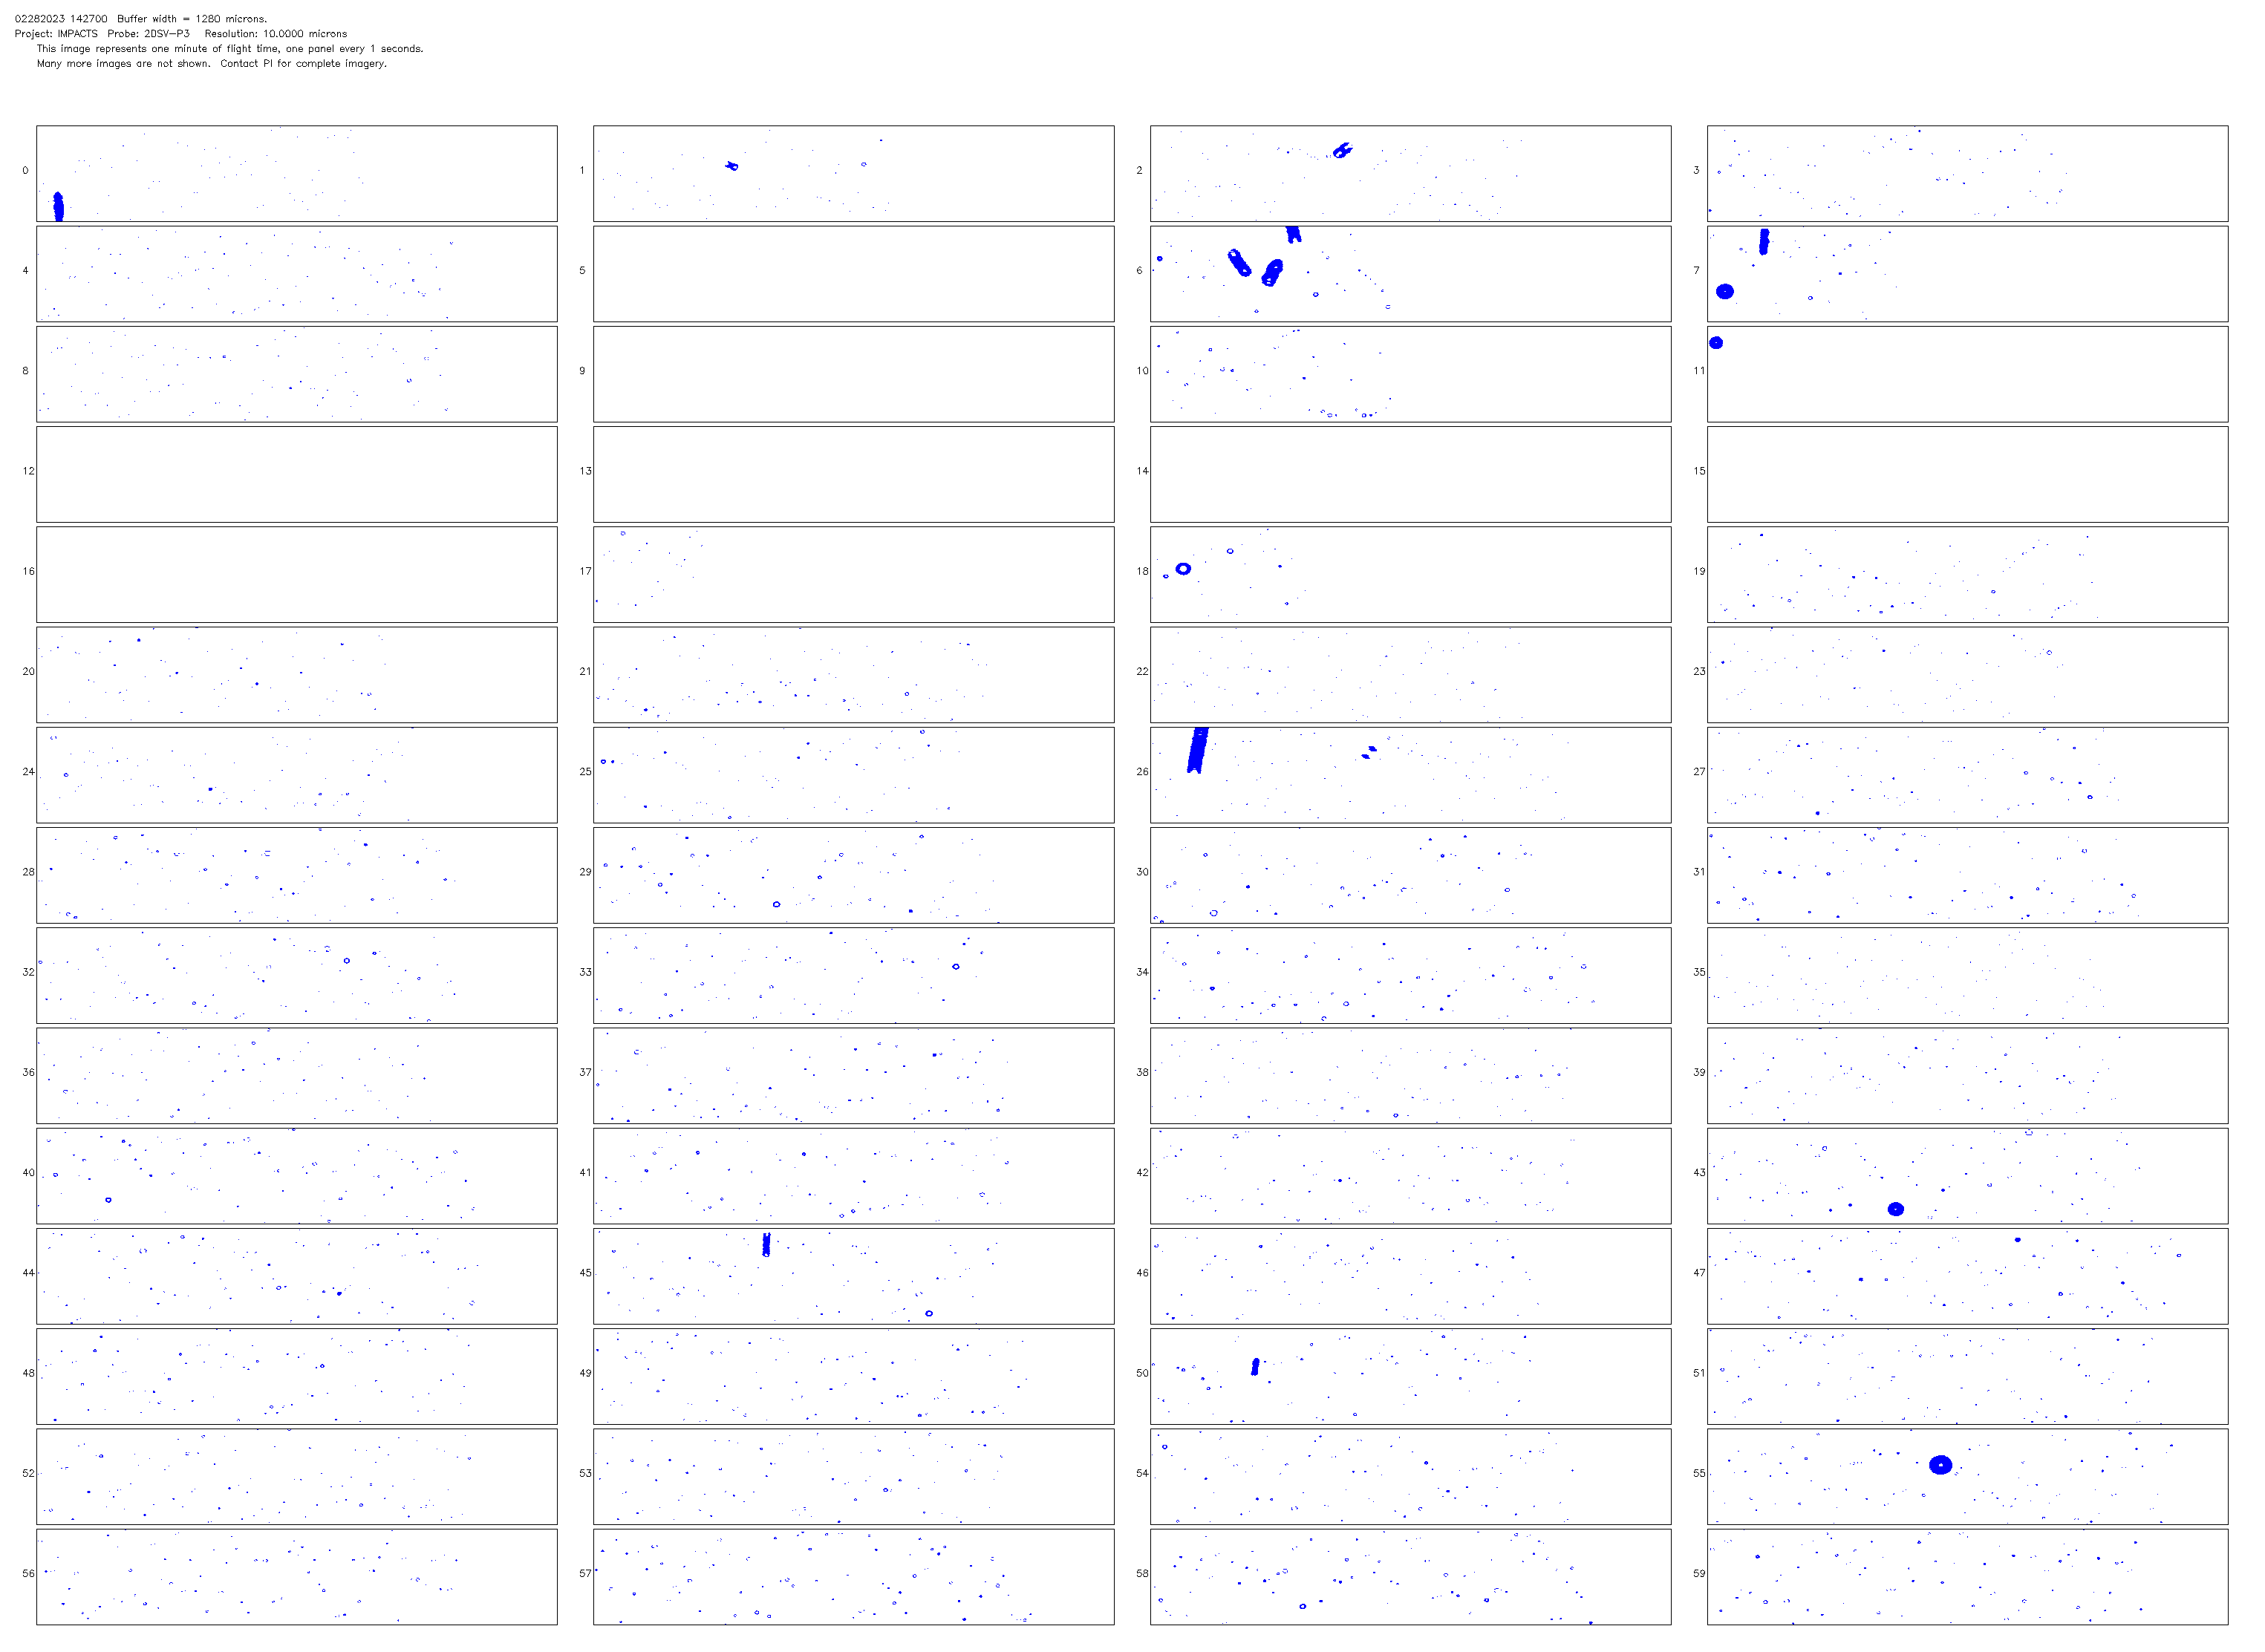 02282023 142700  Buffer width = 1280 microns.
Project: IMPACTS  Probe: 2DSV-P3  Resolution: 10.0000 microns
This image represents one minute of flight time, one panel every 1 seconds.
Many more images are not shown.  Contact PI for complete imagery.
0 1 2 3
4 5 6 7
8 9 10 11
12 13 14 15
16 17 18 19
20 21 22 23
24 25 26 27
28 29 30 31
32 33 34 35
36 37 38 39
40 41 42 43
44 45 46 47
48 49 50 51
52 53 54 55
56 57 58 59